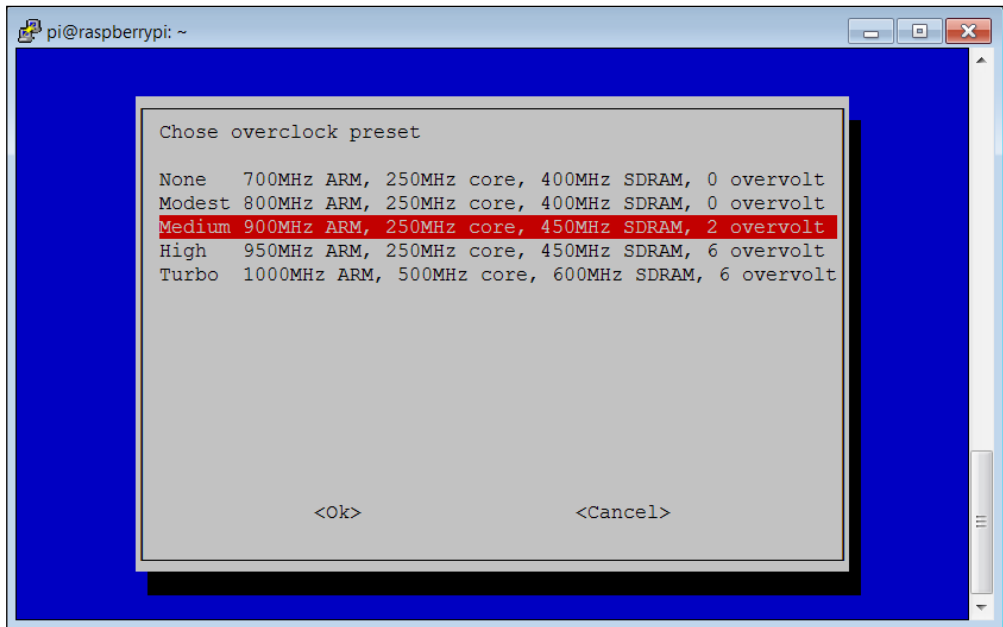 pi@raspberrypi: ~
Chose overclock preset
None 700MHz ARM, 250MHz core, 400MHz SDRAM, 0 overvolt
Modest 800MHz ARM, 250MHz core, 400MHz SDRAM, 0 overvolt
Medium 900MHz ARM, 250MHz core, 450MHz SDRAM, 2 overvolt
High 950MHz ARM, 250MHz core, 450MHz SDRAM, 6 overvolt
Turbo 1000MHz ARM, 500MHz core, 600MHz SDRAM, 6 overvolt
<Ok> <Cancel>